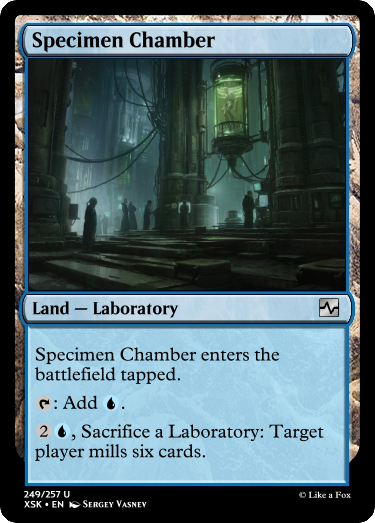 Specimen Chamber
Land — Laboratory
Specimen Chamber enters the
battlefield tapped.
: Add .
2 , Sacrifice a Laboratory: Target
player mills six cards.
249/257 U
XSK • EN Sergey Vasnev
© Like a Fox